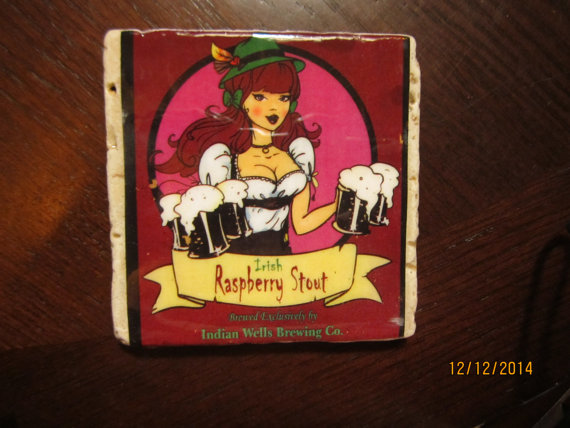 Irish
Raspberry Stout
Brewed Exclusively by
Indian Wells Brewing Co.
12/12/2014